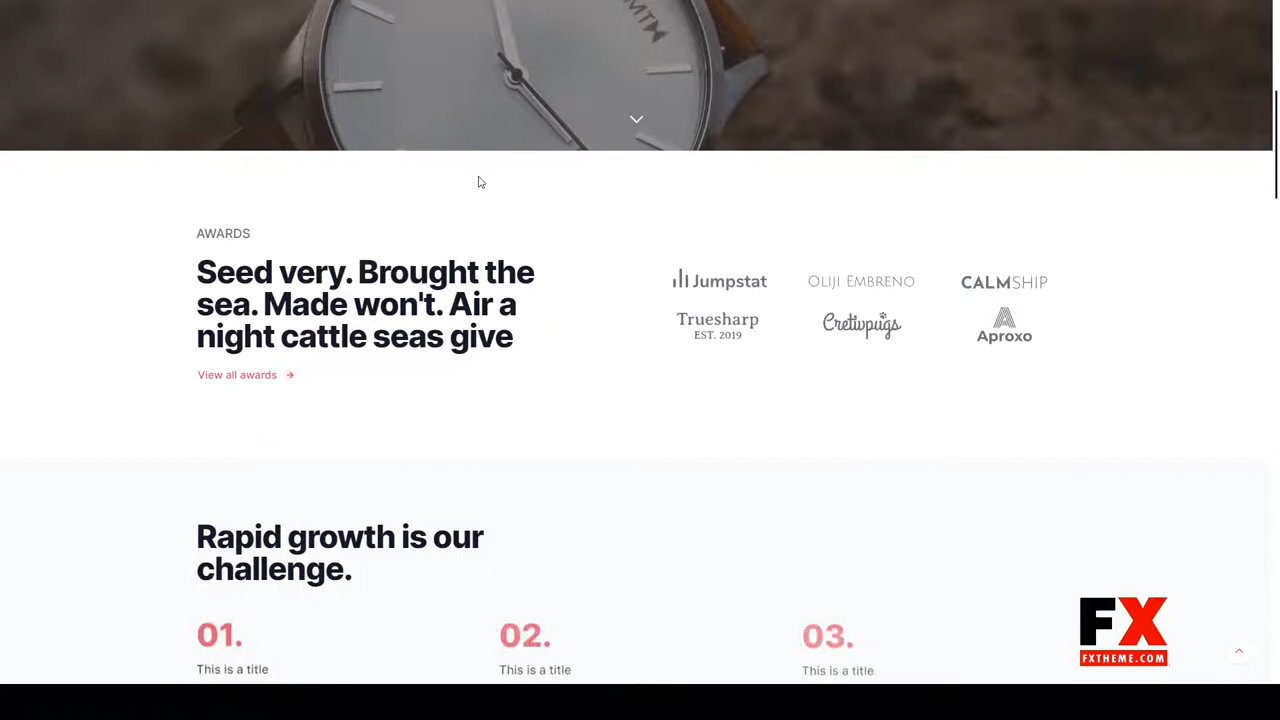 MTM
AWARDS
Seed very. Brought the
sea. Made won't. Air a
night cattle seas give
View all awards
Jumpstat
OLIJI EMBRENO
CALMSHIP
Truesharp
EST. 2019
Cretivpugs
Aproxo
Rapid growth is our
challenge.
01.
02.
03.
This is a title
This is a title
This is a title
FX
FXTHEME.COM